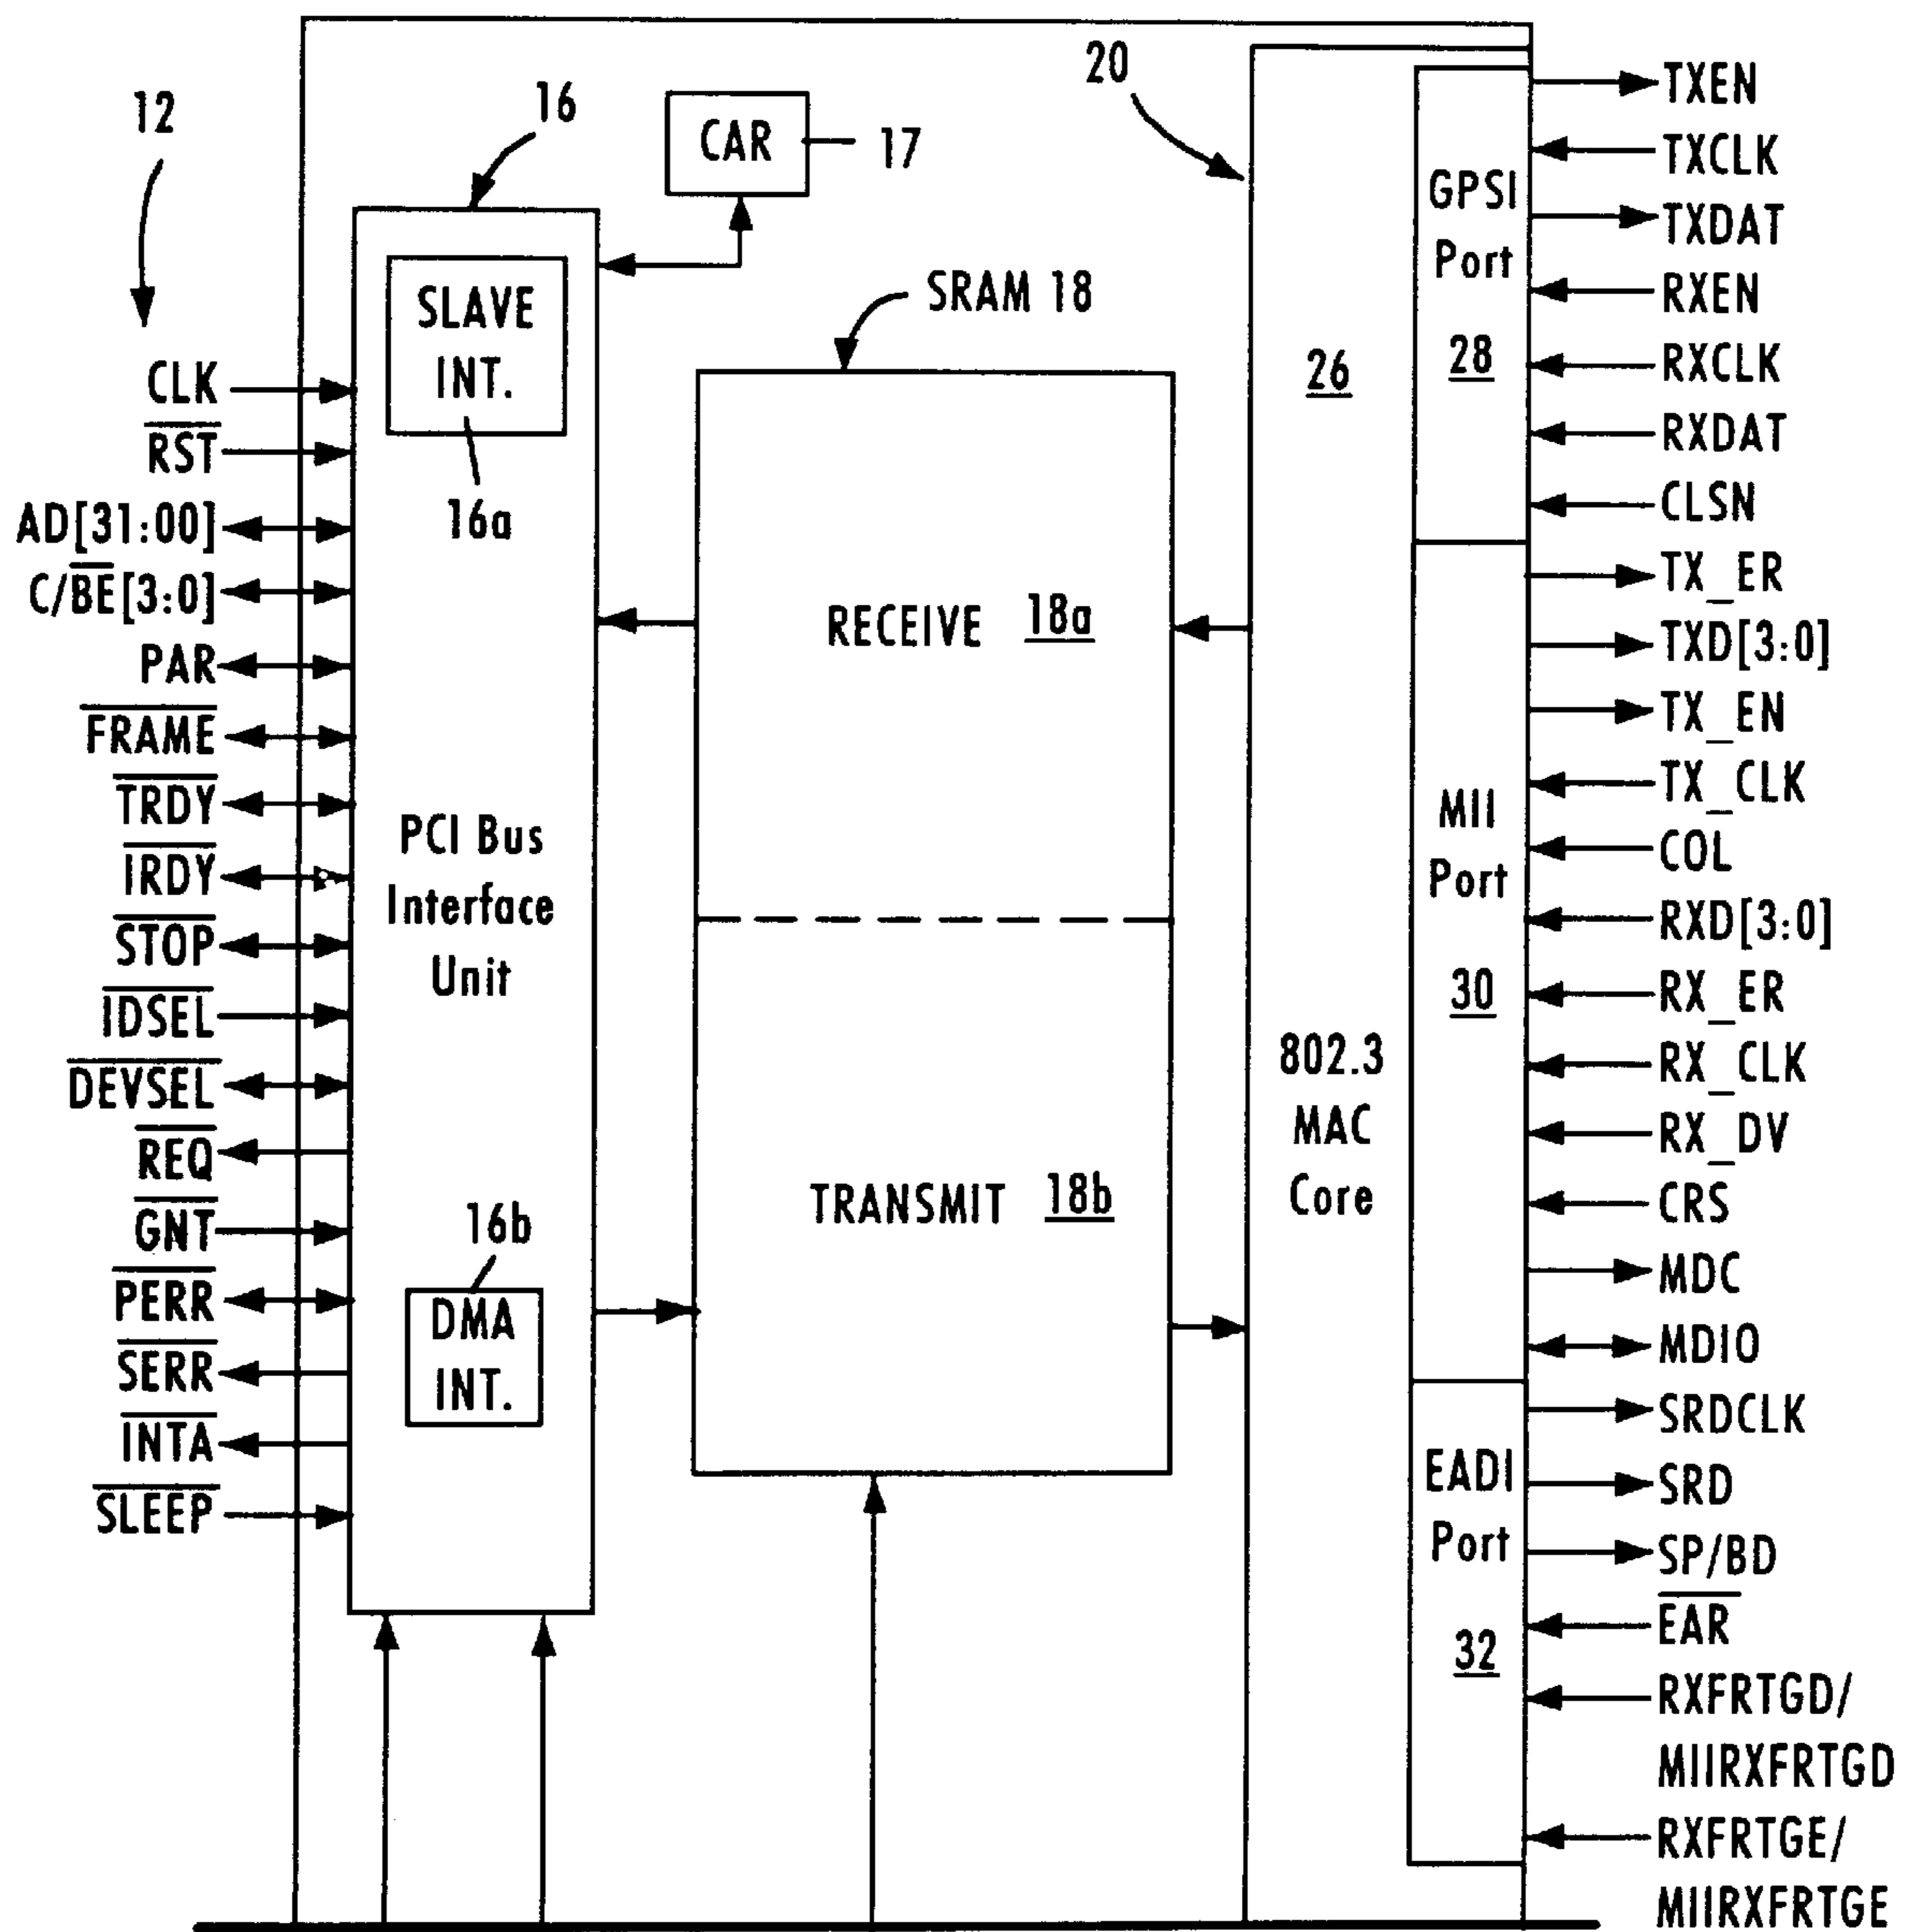 12
CLK
RST
AD[31:00]
C/BE[3:0]
PAR
FRAME
TRDY
IRDY
STOP
IDSEL
DEVSEL
REQ
GNT
PERR
SERR
INTA
SLEEP
16
CAR
17
SLAVE
INT.
16a
PCI Bus
Interface
Unit
16b
DMA
INT.
SRAM 18
RECEIVE 18a
TRANSMIT 18b
20
26
802.3
MAC
Core
GPSI
Port
28
MII
Port
30
EADI
Port
32
TXEN
TXCLK
TXDAT
RXEN
RXCLK
RXDAT
CLSN
TX_ER
TXD[3:0]
TX_EN
TX_CLK
COL
RXD[3:0]
RX_ER
RX_CLK
RX_DV
CRS
MDC
MDIO
SRDCLK
SRD
SP/BD
EAR
RXFRTGD/
MIIRXFRTGD
RXFRTGE/
MIIRXFRTGE